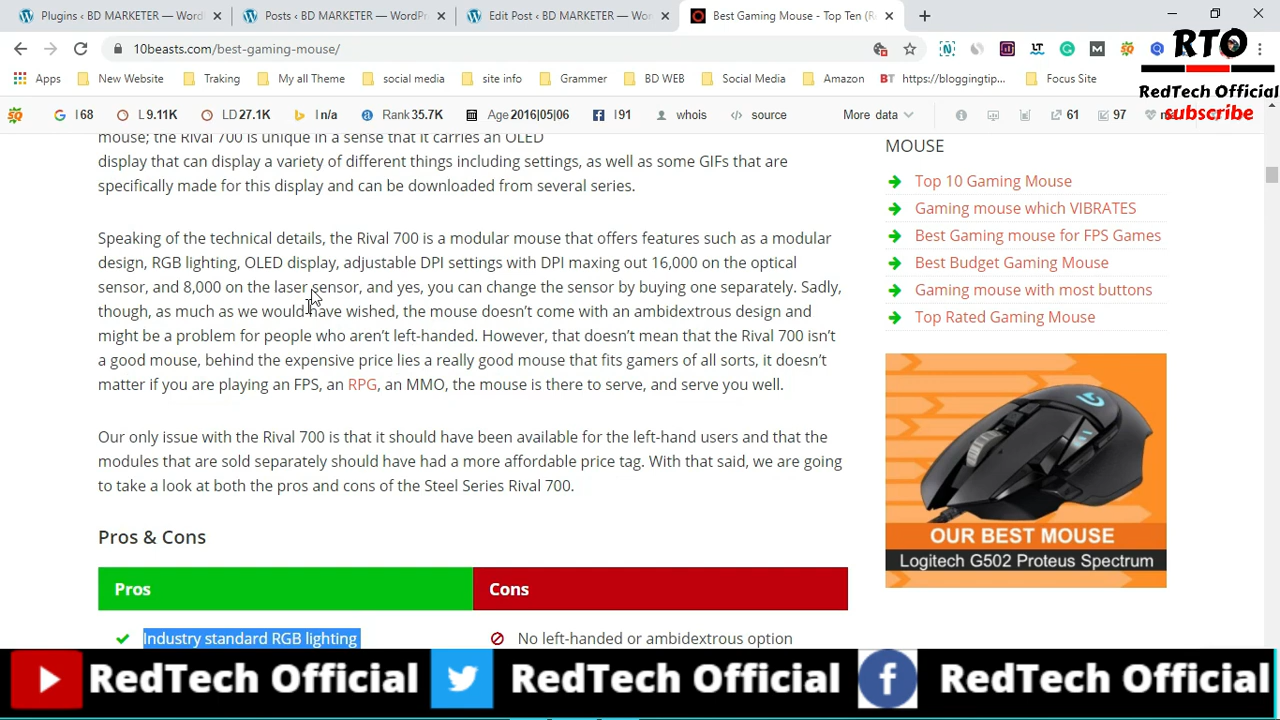 Plugins ‹ BD MARKETER — Word
Posts ‹ BD MARKETER — WordPr
Edit Post ‹ BD MARKETER — Wo
Best Gaming Mouse - Top Ten (R
10beasts.com/best-gaming-mouse/
RTO
Apps
New Website
Traking
My all Theme
social media
site info
Grammer
BD WEB
Social Media
Amazon
BT https://bloggingtip...
Focus Site
RedTech Official
subscribe
I 68
L 9.11K
LD 27.1K
I n/a
Rank 35.7K
Age 2016|05|06
I 91
whois
source
More data
61
97
mouse; the Rival 700 is unique in a sense that it carries an OLED
display that can display a variety of different things including settings, as well as some GIFs that are
specifically made for this display and can be downloaded from several series.
Speaking of the technical details, the Rival 700 is a modular mouse that offers features such as a modular
design, RGB lighting, OLED display, adjustable DPI settings with DPI maxing out 16,000 on the optical
sensor, and 8,000 on the laser sensor, and yes, you can change the sensor by buying one separately. Sadly,
though, as much as we would have wished, the mouse doesn’t come with an ambidextrous design and
might be a problem for people who aren’t left-handed. However, that doesn’t mean that the Rival 700 isn’t
a good mouse, behind the expensive price lies a really good mouse that fits gamers of all sorts, it doesn’t
matter if you are playing an FPS, an RPG, an MMO, the mouse is there to serve, and serve you well.
Our only issue with the Rival 700 is that it should have been available for the left-hand users and that the
modules that are sold separately should have had a more affordable price tag. With that said, we are going
to take a look at both the pros and cons of the Steel Series Rival 700.
Pros & Cons
Pros
Cons
Industry standard RGB lighting
No left-handed or ambidextrous option
MOUSE
Top 10 Gaming Mouse
Gaming mouse which VIBRATES
Best Gaming mouse for FPS Games
Best Budget Gaming Mouse
Gaming mouse with most buttons
Top Rated Gaming Mouse
OUR BEST MOUSE
Logitech G502 Proteus Spectrum
RedTech Official
RedTech Official
RedTech Official